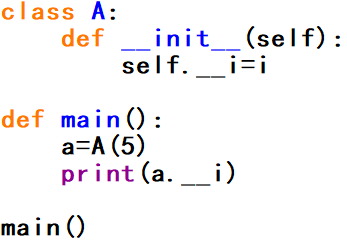 class A:
    def __init__(self):
        self.__i=i
def main():
    a=A(5)
    print(a.__i)
main()